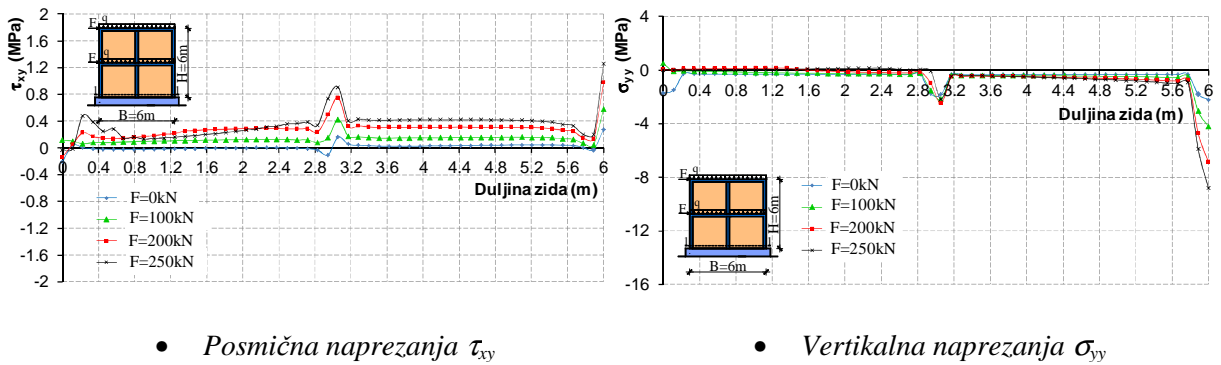 τxy (MPa)
2
1.6
1.2
0.8
0.4
0
-0.4
-0.8
-1.2
-1.6
-2
0 0.4 0.8 1.2 1.6 2 2.4 2.8 3.2 3.6 4 4.4 4.8 5.2 5.6 6
Duljina zida (m)
q
F
q
F
H=6m
B=6m
F=0kN
F=100kN
F=200kN
F=250kN
σyy (MPa)
4
0
-4
-8
-12
-16
0 0.4 0.8 1.2 1.6 2 2.4 2.8 3.2 3.6 4 4.4 4.8 5.2 5.6 6
Duljina zida (m)
q
F
q
F
H=6m
B=6m
F=0kN
F=100kN
F=200kN
F=250kN
• Posmična naprezanja τxy
• Vertikalna naprezanja σyy